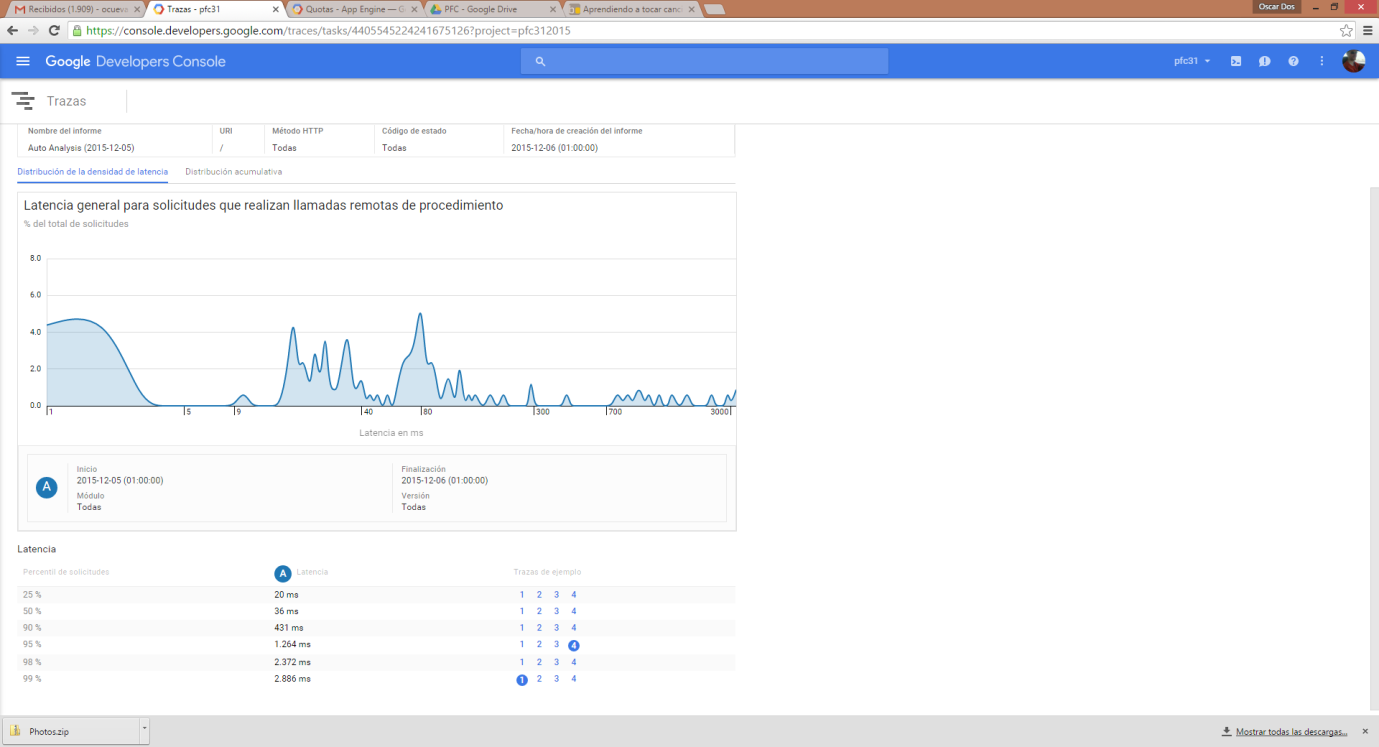 Recibidos (1.909) - ocueva
Trazas - pfc31
Quotas - App Engine — G
PFC - Google Drive
Aprendiendo a tocar canc
Oscar Dos
https://console.developers.google.com/traces/tasks/4405545224241675126?project=pfc312015
Google Developers Console
pfc31
Trazas
Nombre del informe URI Método HTTP Código de estado Fecha/hora de creación del informe
Auto Analysis (2015-12-05) / Todas Todas 2015-12-06 (01:00:00)
Distribución de la densidad de latencia Distribución acumulativa
Latencia general para solicitudes que realizan llamadas remotas de procedimiento
% del total de solicitudes
8.0
6.0
4.0
2.0
0.0
1 5 9 40 80 300 700 3000
Latencia en ms
A
Inicio Finalización
2015-12-05 (01:00:00) 2015-12-06 (01:00:00)
Módulo Versión
Todas Todas
Latencia
Percentil de solicitudes A Latencia Trazas de ejemplo
25 % 20 ms 1 2 3 4
50 % 36 ms 1 2 3 4
90 % 431 ms 1 2 3 4
95 % 1.264 ms 1 2 3 4
98 % 2.372 ms 1 2 3 4
99 % 2.886 ms 1 2 3 4
Photos.zip
Mostrar todas las descargas...